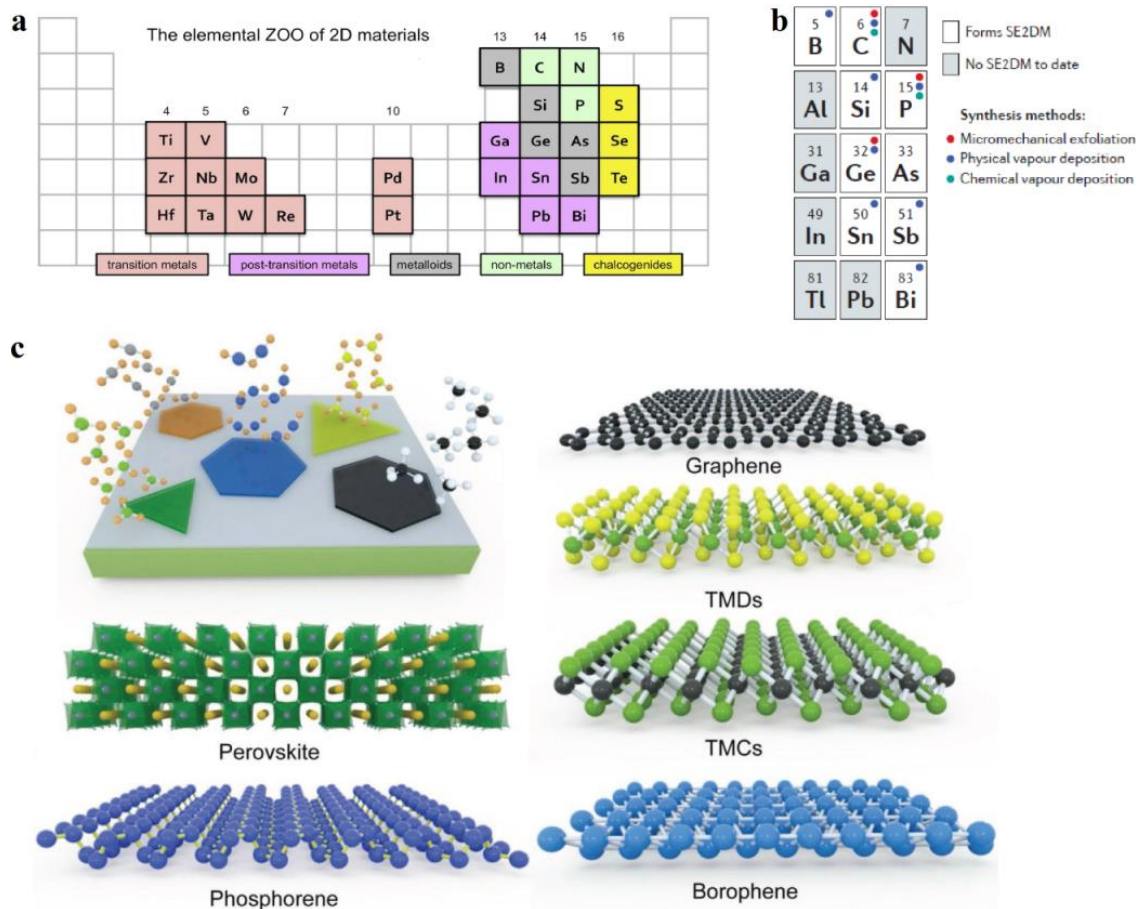 a
The elemental ZOO of 2D materials
13 14 15 16
B C N
Si P S
4 5 6 7 10
Ti V Ga Ge As Se
Zr Nb Mo Pd In Sn Sb Te
Hf Ta W Re Pt Pb Bi
transition metals post-transition metals metalloids non-metals chalcogenides
b
5 6 7
B C N
13 14 15
Al Si P
31 32 33
Ga Ge As
49 50 51
In Sn Sb
81 82 83
Tl Pb Bi
Forms SE2DM
No SE2DM to date
Synthesis methods:
Micromechanical exfoliation
Physical vapour deposition
Chemical vapour deposition
c
Graphene
TMDs
Perovskite
TMCs
Phosphorene
Borophene